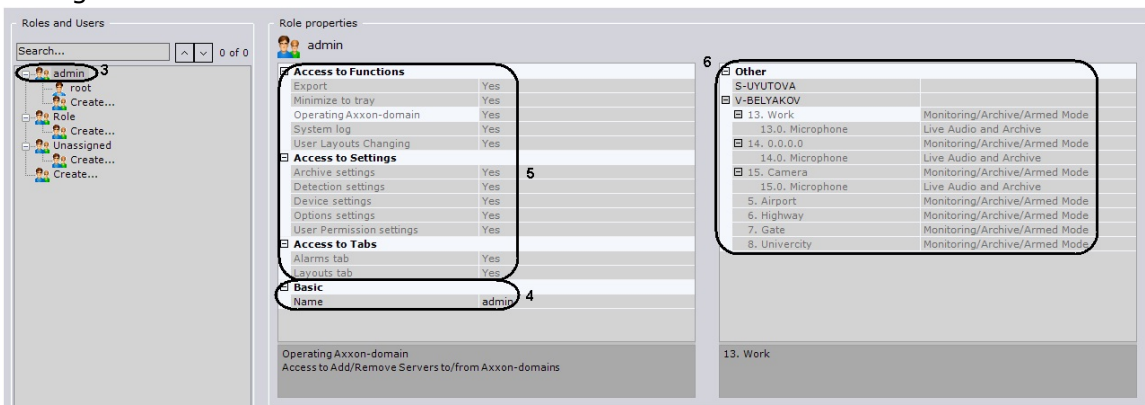 Roles and Users
Search...
0 of 0
admin 3
root
Create...
Role
Create...
Unassigned
Create...
Create...
Role properties
admin
Access to Functions
Export Yes
Minimize to tray Yes
Operating Axxon-domain Yes
System log Yes
User Layouts Changing Yes
Access to Settings
Archive settings Yes 5
Detection settings Yes
Device settings Yes
Options settings Yes
User Permission settings Yes
Access to Tabs
Alarms tab Yes
Layouts tab Yes
Basic
Name admin 4
Operating Axxon-domain
Access to Add/Remove Servers to/from Axxon-domains
6
Other
S-UYUTOVA
V-BELYAKOV
13. Work Monitoring/Archive/Armed Mode
13.0. Microphone Live Audio and Archive
14. 0.0.0.0 Monitoring/Archive/Armed Mode
14.0. Microphone Live Audio and Archive
15. Camera Monitoring/Archive/Armed Mode
15.0. Microphone Live Audio and Archive
5. Airport Monitoring/Archive/Armed Mode
6. Highway Monitoring/Archive/Armed Mode
7. Gate Monitoring/Archive/Armed Mode
8. Univercity Monitoring/Archive/Armed Mode
13. Work